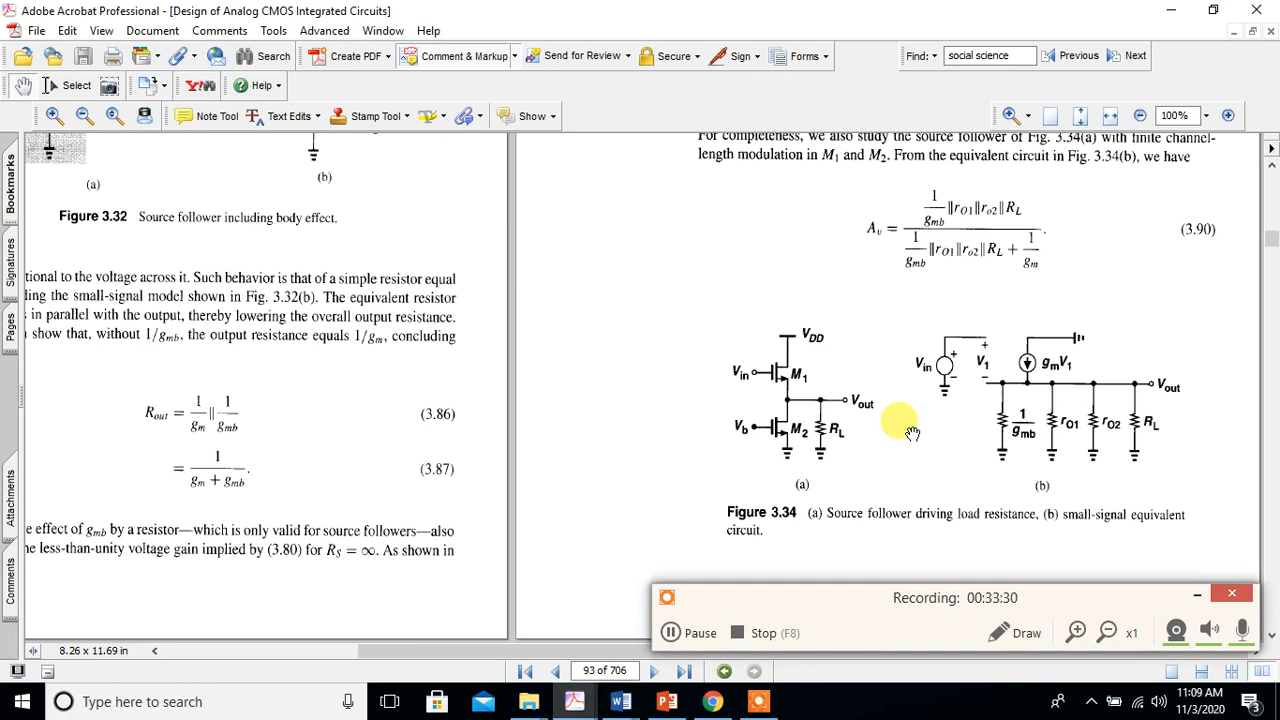 Adobe Acrobat Professional - [Design of Analog CMOS Integrated Circuits]
File Edit View Document Comments Tools Advanced Window Help
Search Create PDF Comment & Markup Send for Review Secure Sign Forms Find: social science Previous Next
Select Y! Help
Note Tool Text Edits Stamp Tool Show 100%
Bookmarks
Signatures
Pages
Attachments
Comments
(a) (b)
Figure 3.32 Source follower including body effect.
tional to the voltage across it. Such behavior is that of a simple resistor equal
ing the small-signal model shown in Fig. 3.32(b). The equivalent resistor
in parallel with the output, thereby lowering the overall output resistance.
show that, without 1/gmb, the output resistance equals 1/gm, concluding
Rout = 1/gm || 1/gmb (3.86)
= 1/(gm + gmb). (3.87)
e effect of gmb by a resistor—which is only valid for source followers—also
e less-than-unity voltage gain implied by (3.80) for RS = ∞. As shown in
For completeness, we also study the source follower of Fig. 3.34(a) with finite channel-
length modulation in M1 and M2. From the equivalent circuit in Fig. 3.34(b), we have
Av = (1/gmb || rO1 || ro2 || RL) / (1/gmb || rO1 || ro2 || RL + 1/gm). (3.90)
VDD
Vin M1
Vout
Vb M2 RL
(a)
Vin + − + V1 − gmV1
Vout
1/gmb rO1 rO2 RL
(b)
Figure 3.34 (a) Source follower driving load resistance, (b) small-signal equivalent
circuit.
Recording: 00:33:30
Pause Stop (F8) Draw x1
8.26 x 11.69 in
93 of 706
Type here to search
11:09 AM
11/3/2020
3